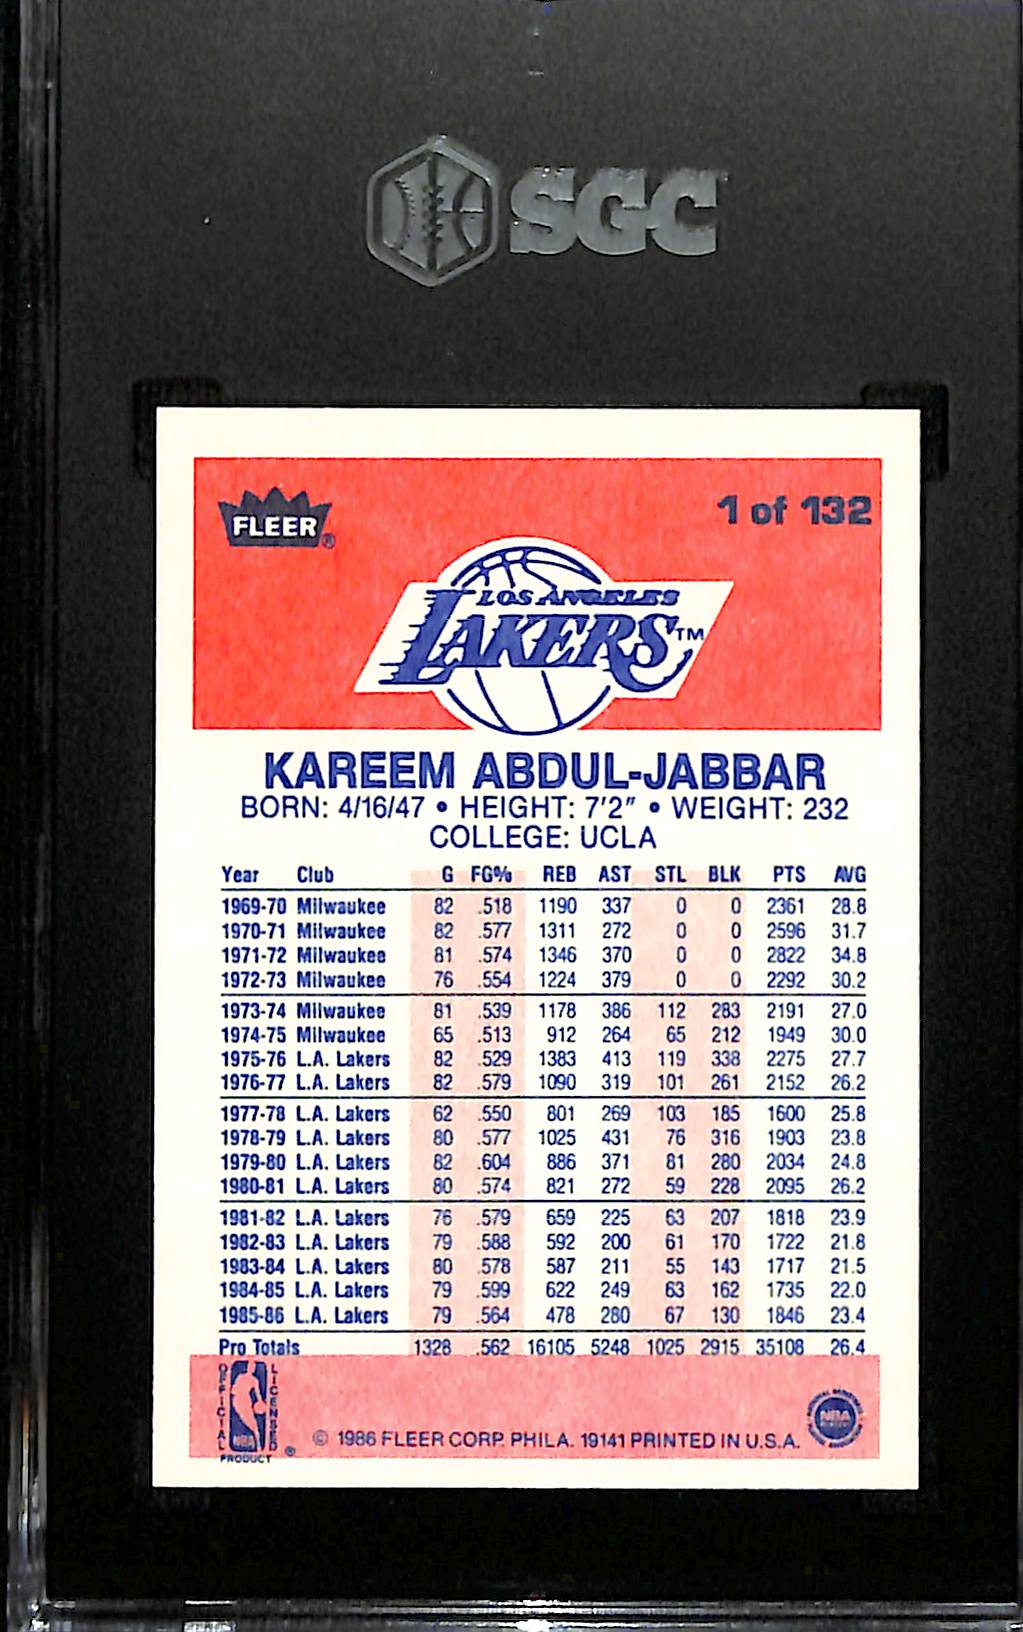 SGC
FLEER®
1 of 132
LOS ANGELES
LAKERS™
KAREEM ABDUL-JABBAR
BORN: 4/16/47 • HEIGHT: 7'2" • WEIGHT: 232
COLLEGE: UCLA
Year Club G FG% REB AST STL BLK PTS AVG
1969-70 Milwaukee 82 .518 1190 337 0 0 2361 28.8
1970-71 Milwaukee 82 .577 1311 272 0 0 2596 31.7
1971-72 Milwaukee 81 .574 1346 370 0 0 2822 34.8
1972-73 Milwaukee 76 .554 1224 379 0 0 2292 30.2
1973-74 Milwaukee 81 .539 1178 386 112 283 2191 27.0
1974-75 Milwaukee 65 .513 912 264 65 212 1949 30.0
1975-76 L.A. Lakers 82 .529 1383 413 119 338 2275 27.7
1976-77 L.A. Lakers 82 .579 1090 319 101 261 2152 26.2
1977-78 L.A. Lakers 62 .550 801 269 103 185 1600 25.8
1978-79 L.A. Lakers 80 .577 1025 431 76 316 1903 23.8
1979-80 L.A. Lakers 82 .604 886 371 81 280 2034 24.8
1980-81 L.A. Lakers 80 .574 821 272 59 228 2095 26.2
1981-82 L.A. Lakers 76 .579 659 225 63 207 1818 23.9
1982-83 L.A. Lakers 79 .588 592 200 61 170 1722 21.8
1983-84 L.A. Lakers 80 .578 587 211 55 143 1717 21.5
1984-85 L.A. Lakers 79 .599 622 249 63 162 1735 22.0
1985-86 L.A. Lakers 79 .564 478 280 67 130 1846 23.4
Pro Totals 1328 .562 16105 5248 1025 2915 35108 26.4
OFFICIAL LICENSED
NBA
PRODUCT ®
© 1986 FLEER CORP. PHILA. 19141 PRINTED IN U.S.A.
NBA